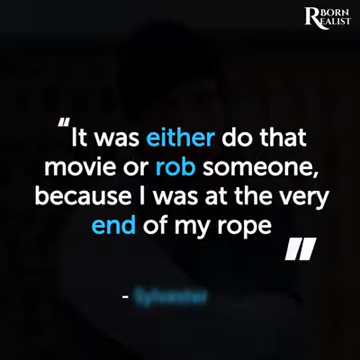 BORN
REALIST
"It was either do that
movie or rob someone,
because I was at the very
end of my rope"
- Sylvester